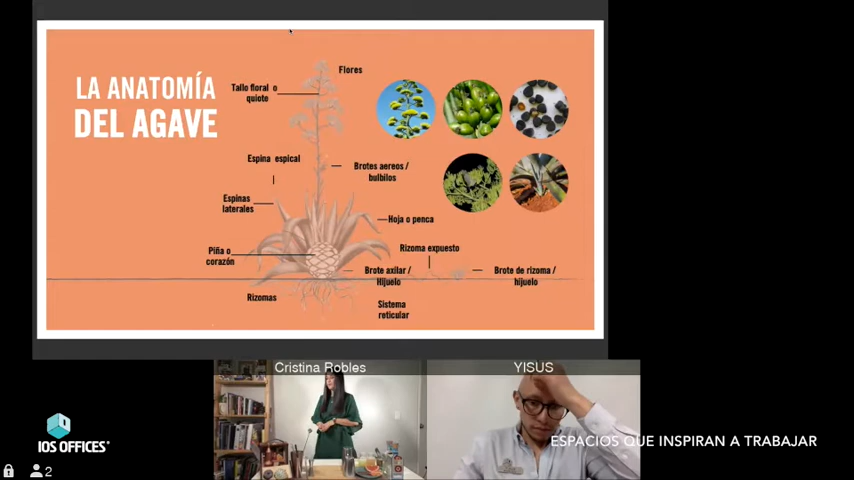 LA ANATOMÍA
DEL AGAVE
Flores
Tallo floral o
quiote
Espina espical
Brotes aereos /
bulbilos
Espinas
laterales
Hoja o penca
Piña o
corazón
Rizoma expuesto
Brote axilar /
Hijuelo
Brote de rizoma /
hijuelo
Rizomas
Sistema
reticular
Cristina Robles
YISUS
IOS OFFICES
ESPACIOS QUE INSPIRAN A TRABAJAR
2